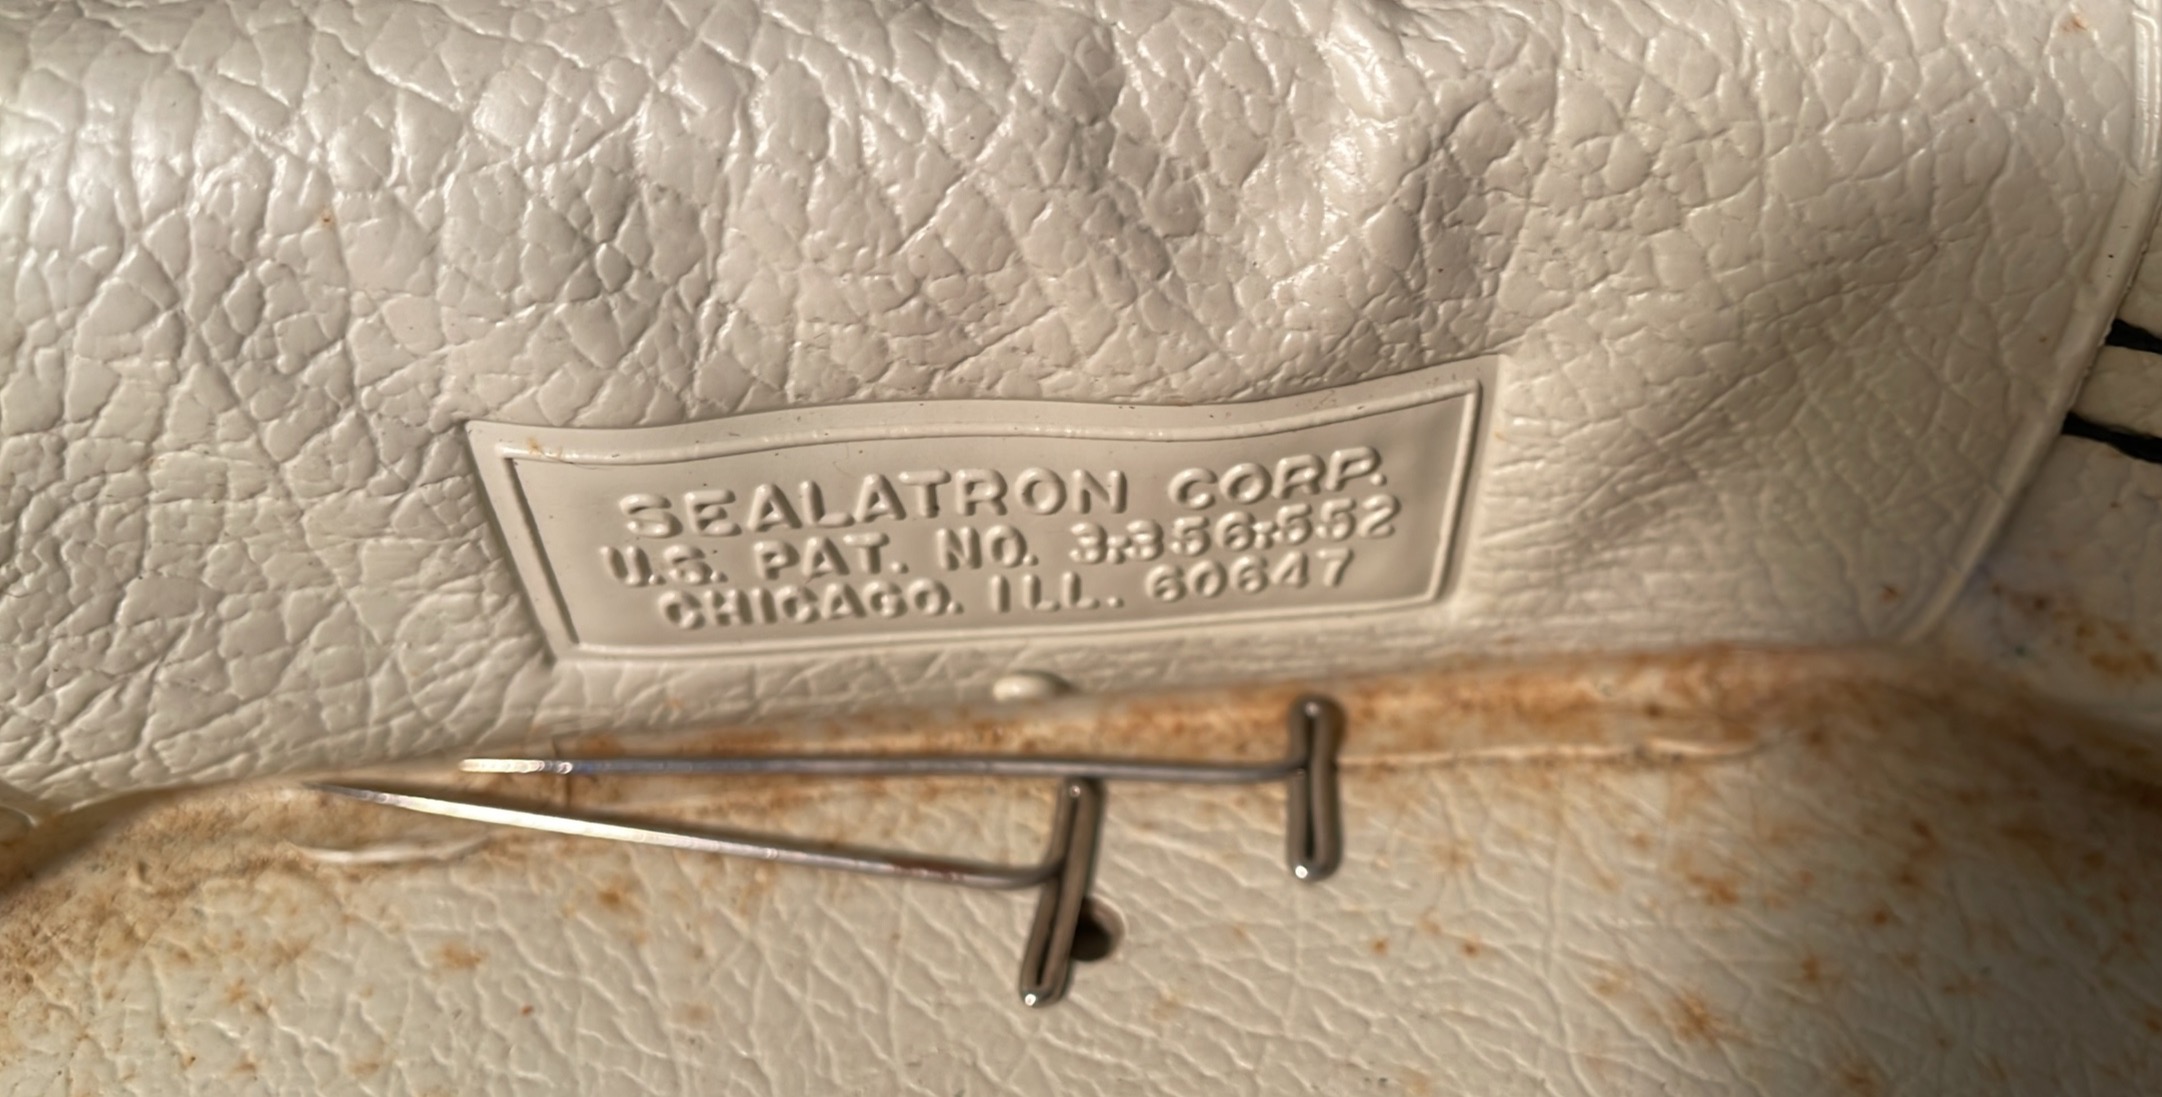 SEALATRON CORP.
U.S. PAT. NO. 3,356,552
CHICAGO. ILL. 60647